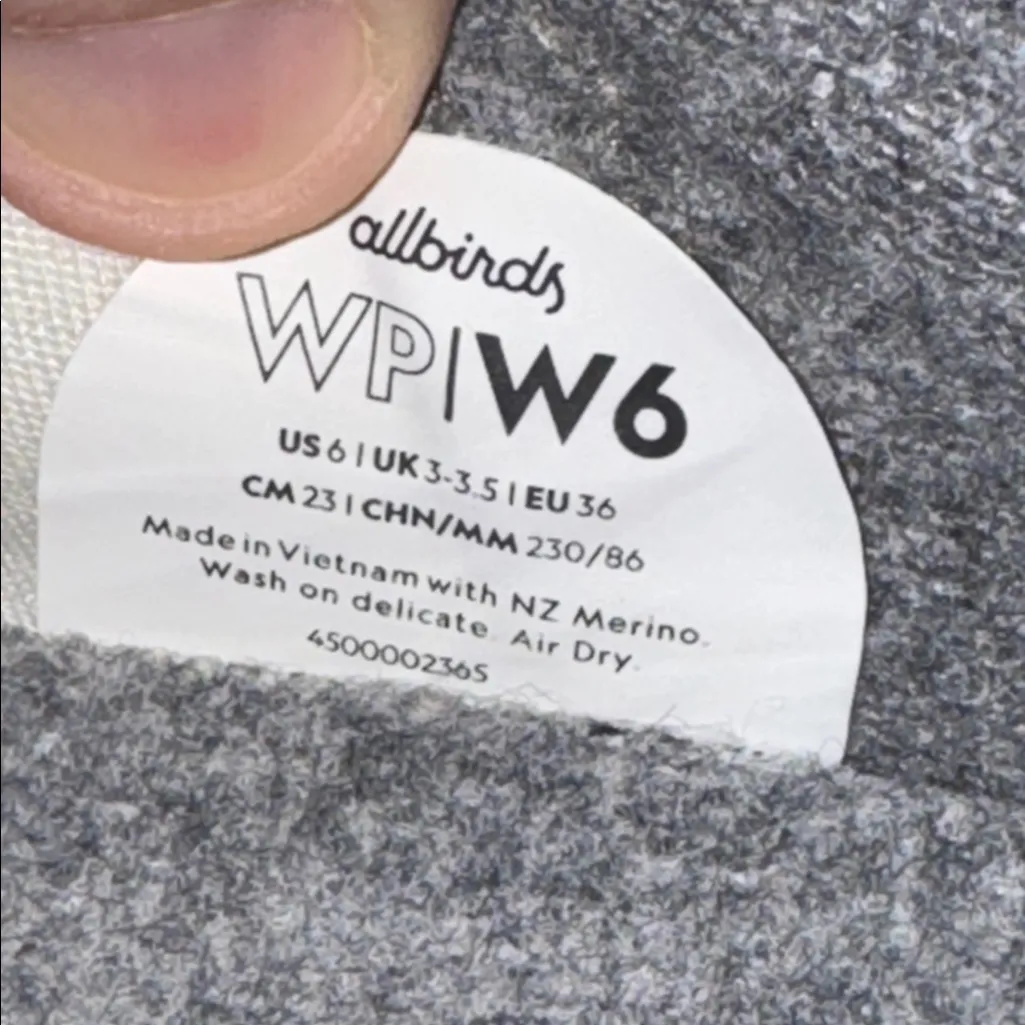 allbirds
WP|W6
US 6 | UK 3-3.5 | EU 36
CM 23 | CHN/MM 230/86
Made in Vietnam with NZ Merino.
Wash on delicate. Air Dry.
4500002365